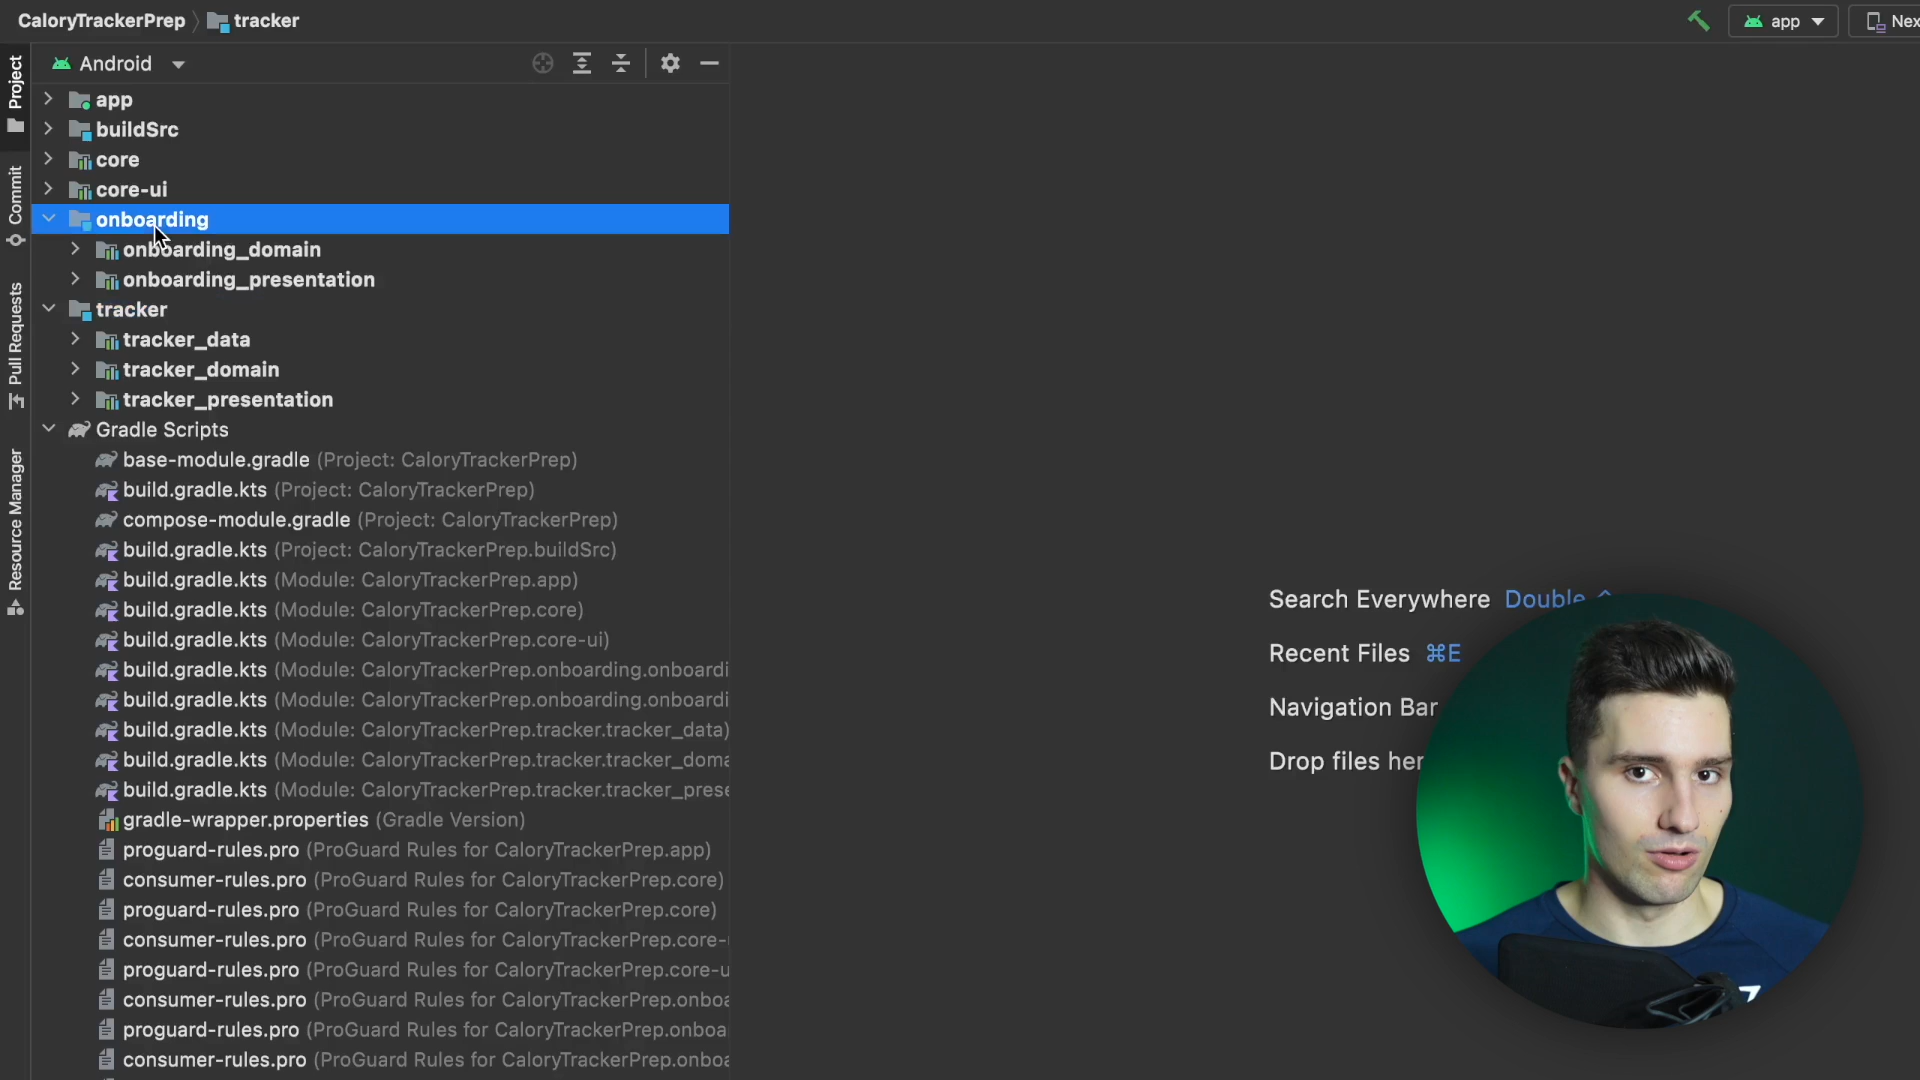 CaloryTrackerPrep
tracker
app
Nex
Project
Commit
Pull Requests
Resource Manager
Android
app
buildSrc
core
core-ui
onboarding
onboarding_domain
onboarding_presentation
tracker
tracker_data
tracker_domain
tracker_presentation
Gradle Scripts
base-module.gradle (Project: CaloryTrackerPrep)
build.gradle.kts (Project: CaloryTrackerPrep)
compose-module.gradle (Project: CaloryTrackerPrep)
build.gradle.kts (Project: CaloryTrackerPrep.buildSrc)
build.gradle.kts (Module: CaloryTrackerPrep.app)
build.gradle.kts (Module: CaloryTrackerPrep.core)
build.gradle.kts (Module: CaloryTrackerPrep.core-ui)
build.gradle.kts (Module: CaloryTrackerPrep.onboarding.onboardi
build.gradle.kts (Module: CaloryTrackerPrep.onboarding.onboardi
build.gradle.kts (Module: CaloryTrackerPrep.tracker.tracker_data)
build.gradle.kts (Module: CaloryTrackerPrep.tracker.tracker_doma
build.gradle.kts (Module: CaloryTrackerPrep.tracker.tracker_prese
gradle-wrapper.properties (Gradle Version)
proguard-rules.pro (ProGuard Rules for CaloryTrackerPrep.app)
consumer-rules.pro (ProGuard Rules for CaloryTrackerPrep.core)
proguard-rules.pro (ProGuard Rules for CaloryTrackerPrep.core)
consumer-rules.pro (ProGuard Rules for CaloryTrackerPrep.core-
proguard-rules.pro (ProGuard Rules for CaloryTrackerPrep.core-u
consumer-rules.pro (ProGuard Rules for CaloryTrackerPrep.onboa
proguard-rules.pro (ProGuard Rules for CaloryTrackerPrep.onboa
consumer-rules.pro (ProGuard Rules for CaloryTrackerPrep.onboa
Search Everywhere Double ^
Recent Files ⌘E
Navigation Bar
Drop files her